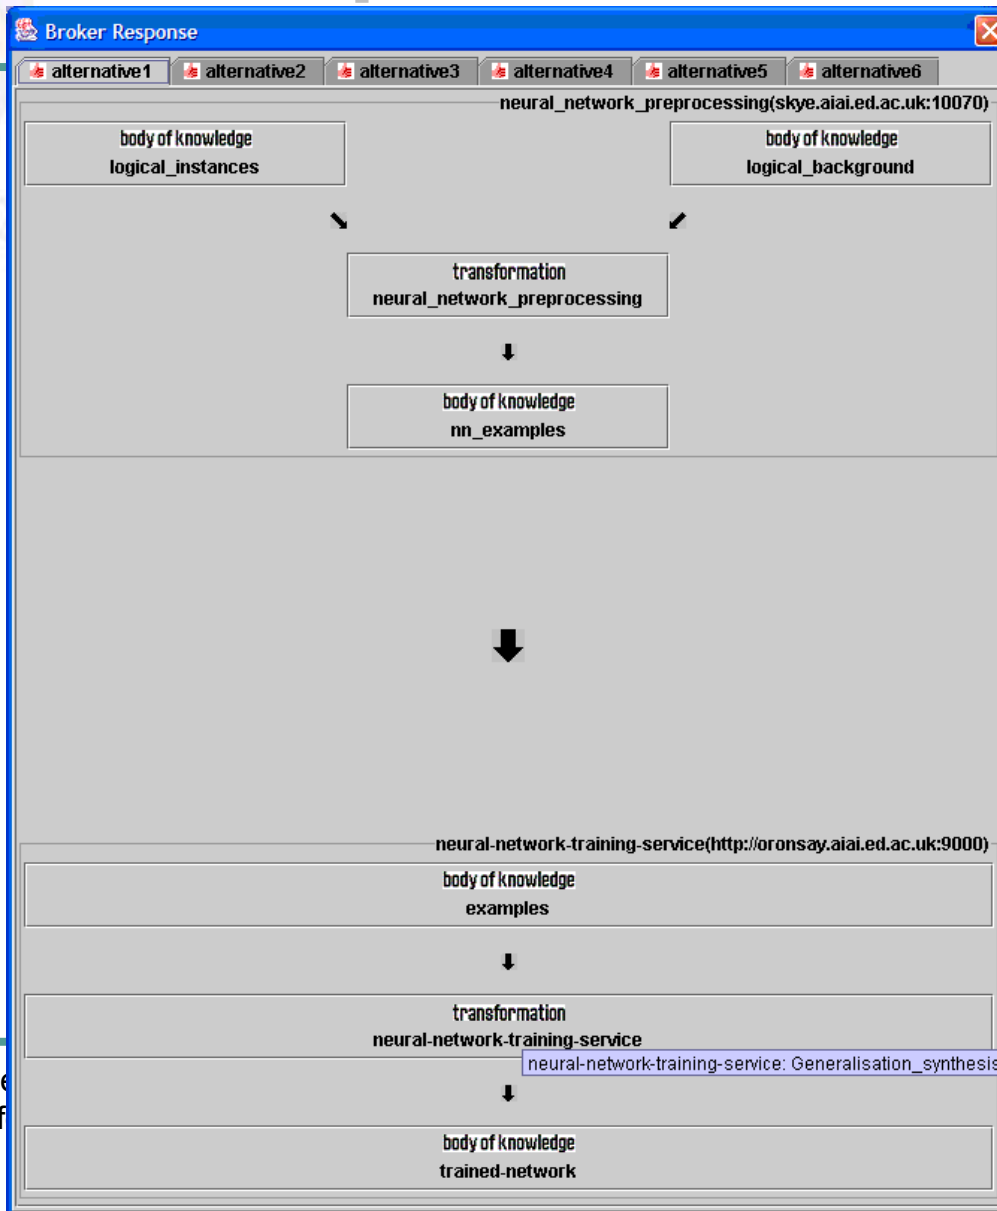 Broker Response
alternative1 alternative2 alternative3 alternative4 alternative5 alternative6
neural_network_preprocessing(skye.aiai.ed.ac.uk:10070)
body of knowledge
logical_instances
body of knowledge
logical_background
transformation
neural_network_preprocessing
body of knowledge
nn_examples
neural-network-training-service(http://oronsay.aiai.ed.ac.uk:9000)
body of knowledge
examples
transformation
neural-network-training-service
neural-network-training-service: Generalisation_synthesis
body of knowledge
trained-network